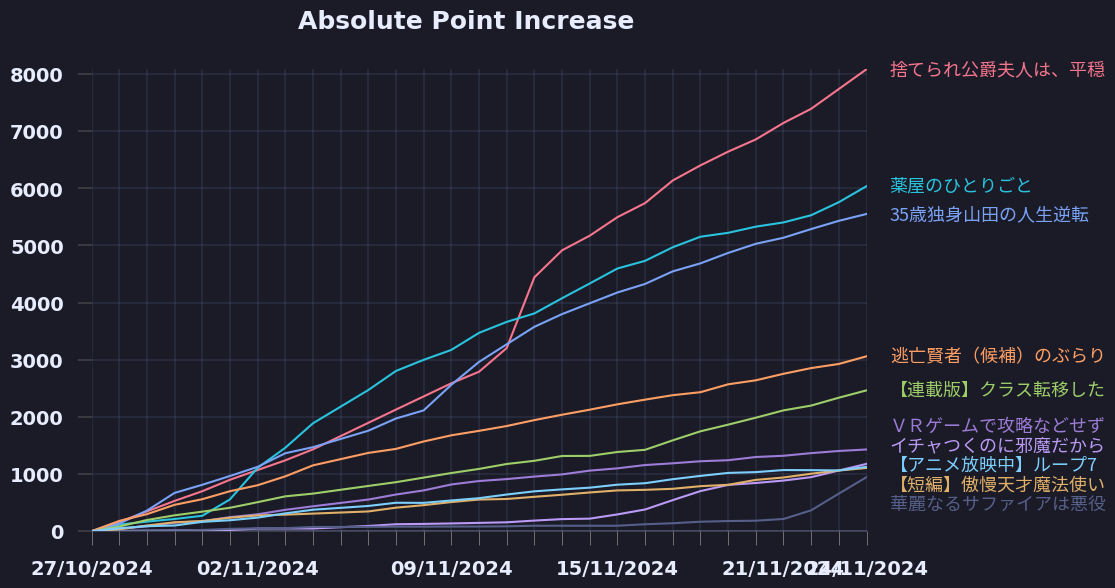 Absolute Point Increase
8000
7000
6000
5000
4000
3000
2000
1000
0
27/10/2024
02/11/2024
09/11/2024
15/11/2024
21/11/2024
24/11/2024
捨てられ公爵夫人は、平穏
薬屋のひとりごと
35歳独身山田の人生逆転
逃亡賢者（候補）のぶらり
【連載版】クラス転移した
ＶＲゲームで攻略などせず
イチャつくのに邪魔だから
【アニメ放映中】ループ7
【短編】傲慢天才魔法使い
華麗なるサファイアは悪役